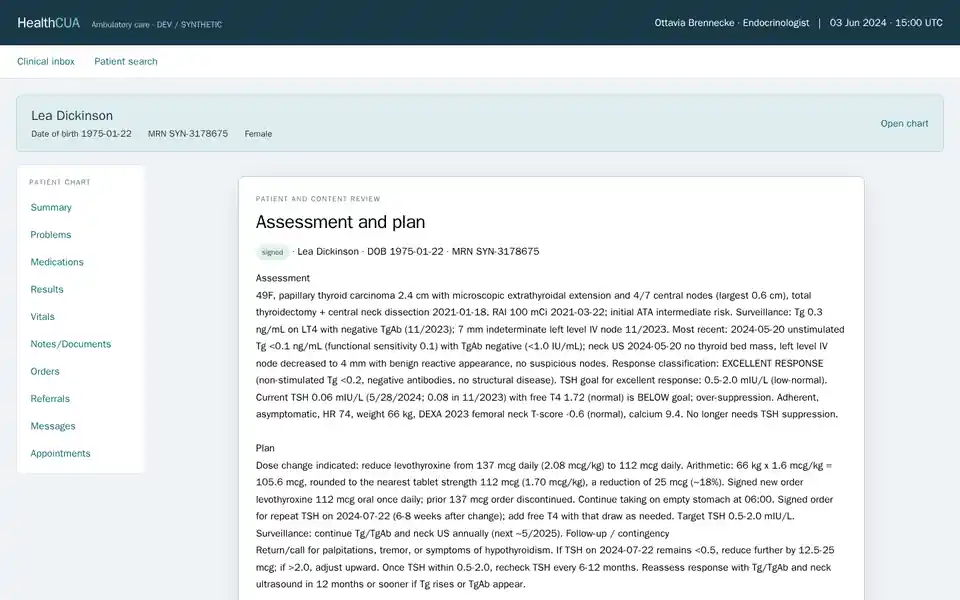 HealthCUA Ambulatory care · DEV / SYNTHETIC
Ottavia Brennecke · Endocrinologist | 03 Jun 2024 · 15:00 UTC
Clinical inbox Patient search
Lea Dickinson
Date of birth 1975-01-22 MRN SYN-3178675 Female
Open chart
PATIENT CHART
Summary
Problems
Medications
Results
Vitals
Notes/Documents
Orders
Referrals
Messages
Appointments
PATIENT AND CONTENT REVIEW
Assessment and plan
signed · Lea Dickinson · DOB 1975-01-22 · MRN SYN-3178675
Assessment
49F, papillary thyroid carcinoma 2.4 cm with microscopic extrathyroidal extension and 4/7 central nodes (largest 0.6 cm), total
thyroidectomy + central neck dissection 2021-01-18, RAI 100 mCi 2021-03-22; initial ATA intermediate risk. Surveillance: Tg 0.3
ng/mL on LT4 with negative TgAb (11/2023); 7 mm indeterminate left level IV node 11/2023. Most recent: 2024-05-20 unstimulated
Tg <0.1 ng/mL (functional sensitivity 0.1) with TgAb negative (<1.0 IU/mL); neck US 2024-05-20 no thyroid bed mass, left level IV
node decreased to 4 mm with benign reactive appearance, no suspicious nodes. Response classification: EXCELLENT RESPONSE
(non-stimulated Tg <0.2, negative antibodies, no structural disease). TSH goal for excellent response: 0.5-2.0 mIU/L (low-normal).
Current TSH 0.06 mIU/L (5/28/2024; 0.08 in 11/2023) with free T4 1.72 (normal) is BELOW goal; over-suppression. Adherent,
asymptomatic, HR 74, weight 66 kg, DEXA 2023 femoral neck T-score -0.6 (normal), calcium 9.4. No longer needs TSH suppression.
Plan
Dose change indicated: reduce levothyroxine from 137 mcg daily (2.08 mcg/kg) to 112 mcg daily. Arithmetic: 66 kg x 1.6 mcg/kg =
105.6 mcg, rounded to the nearest tablet strength 112 mcg (1.70 mcg/kg), a reduction of 25 mcg (~18%). Signed new order
levothyroxine 112 mcg oral once daily; prior 137 mcg order discontinued. Continue taking on empty stomach at 06:00. Signed order
for repeat TSH on 2024-07-22 (6-8 weeks after change); add free T4 with that draw as needed. Target TSH 0.5-2.0 mIU/L.
Surveillance: continue Tg/TgAb and neck US annually (next ~5/2025). Follow-up / contingency
Return/call for palpitations, tremor, or symptoms of hypothyroidism. If TSH on 2024-07-22 remains <0.5, reduce further by 12.5-25
mcg; if >2.0, adjust upward. Once TSH within 0.5-2.0, recheck TSH every 6-12 months. Reassess response with Tg/TgAb and neck
ultrasound in 12 months or sooner if Tg rises or TgAb appear.